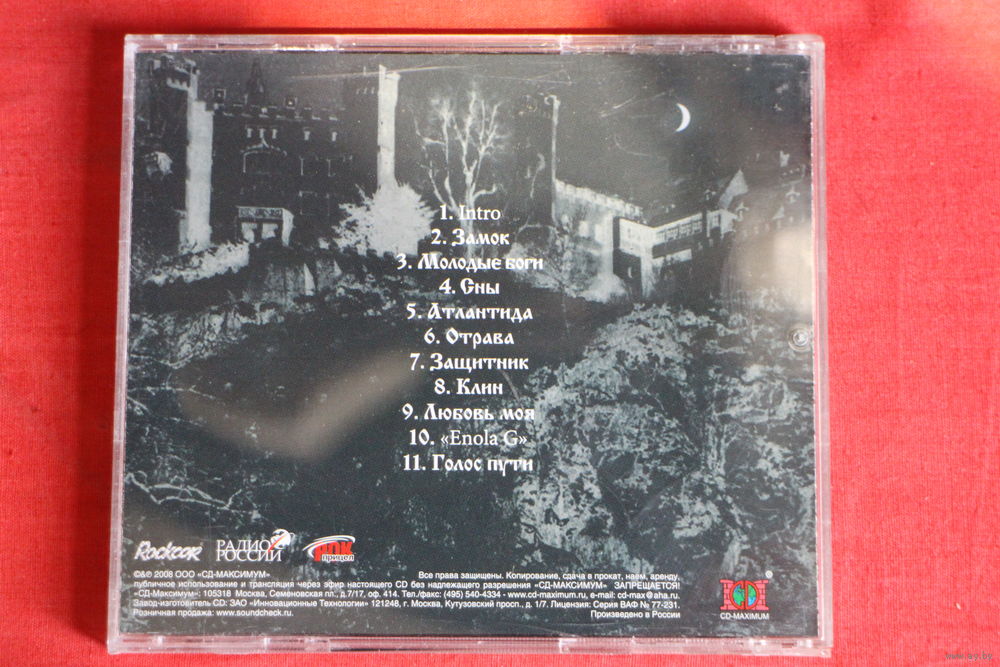 1. Intro
2. Замок
3. Молодые боги
4. Сны
5. Атлантида
6. Отрава
7. Защитник
8. Клин
9. Любовь моя
10. «Enola G»
11. Голос пути
Rockcor
РАДИО РОССИИ
ПРИЦЕЛ
©&℗ 2008 ООО «СД-МАКСИМУМ»
Все права защищены. Копирование, сдача в прокат, наем, аренду,
публичное использование и трансляция через эфир настоящего CD без надлежащего разрешения «СД-МАКСИМУМ» ЗАПРЕЩАЕТСЯ!
«СД-Максимум»: 105318 Москва, Семеновская пл., д.7/17, оф. 414. Тел./факс: (495) 540-4334 - www.cd-maximum.ru, e-mail: cd-max@aha.ru.
Завод-изготовитель CD: ЗАО «Инновационные Технологии» 121248, г. Москва, Кутузовский просп., д. 1/7. Лицензия: Серия ВАФ № 77-231.
Розничная продажа: www.soundcheck.ru.
Произведено в России
CD-MAXIMUM